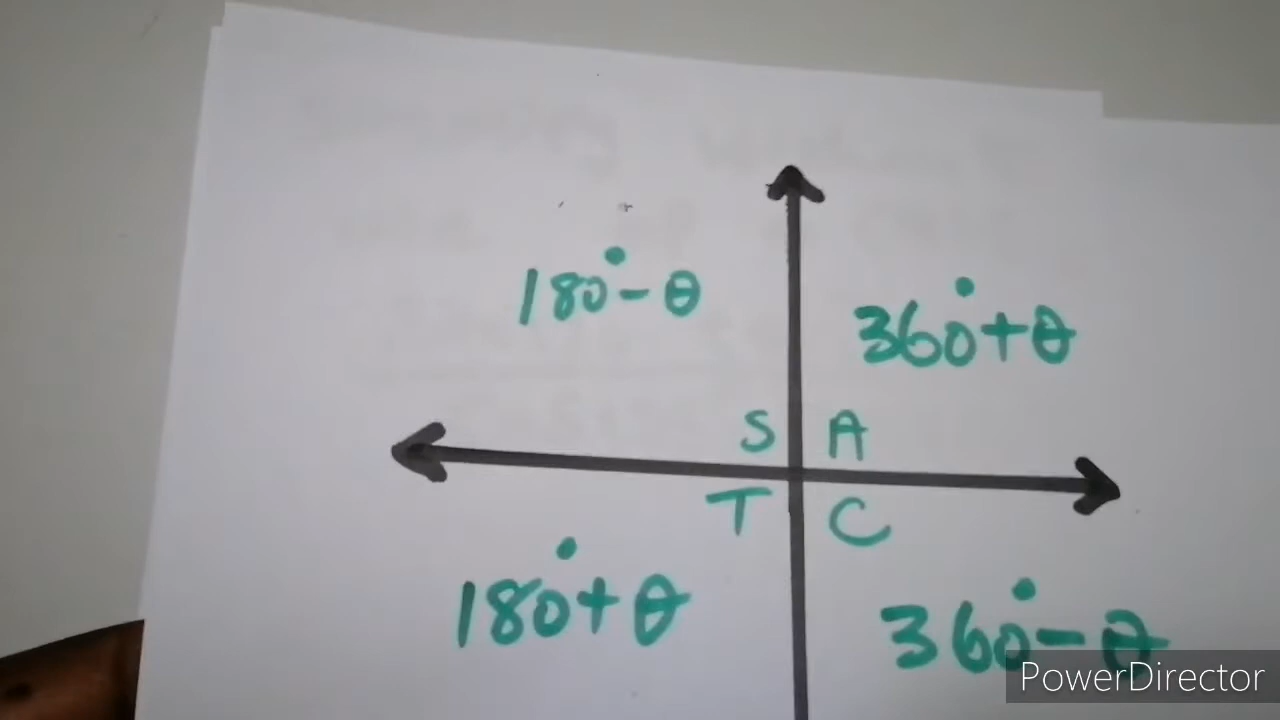 180° - θ
360° + θ
S A
T C
180° + θ
360° - θ
PowerDirector